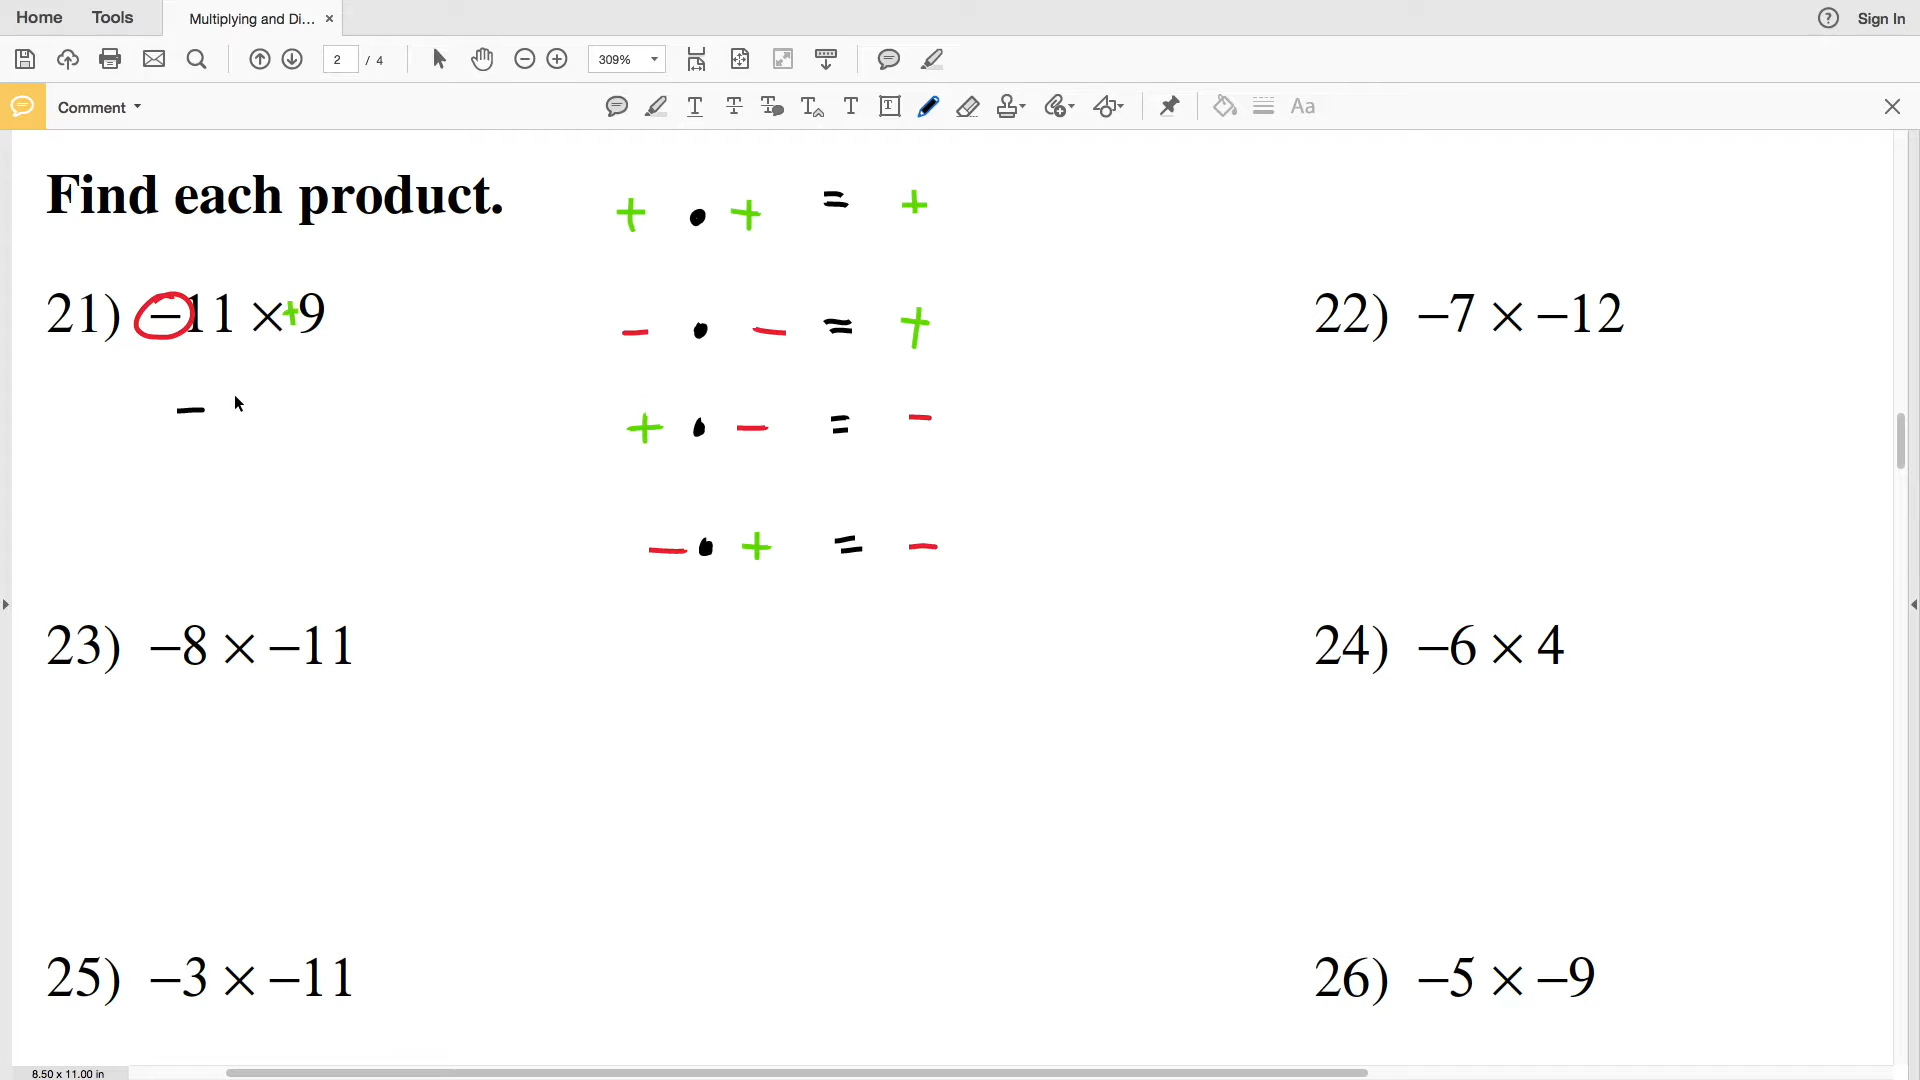 Home Tools Multiplying and Di... × ? Sign In
2 / 4 309%
Comment T T T T T T Aa
Find each product.
+ • + = +
21) −11 × +9
− • − = +
22) −7 × −12
−
+ • − = −
− • + = −
23) −8 × −11
24) −6 × 4
25) −3 × −11
26) −5 × −9
8.50 x 11.00 in